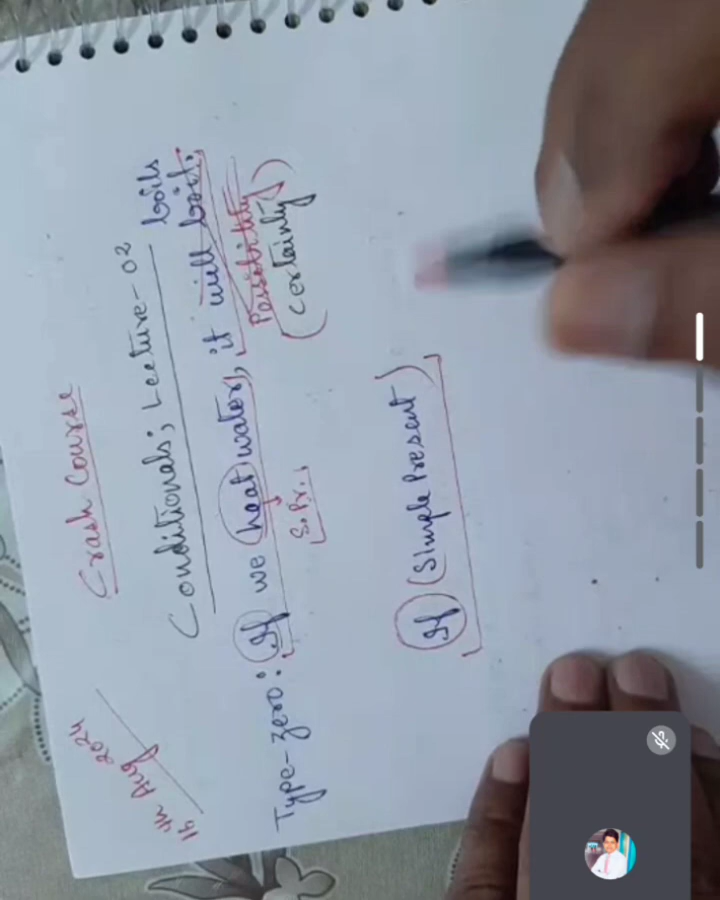 Crash Course
16th Aug 2024
Conditionals; Lecture-02
boils
Type-zero: If we heat water, it will boil.
S.Pr. Possibility
(certainty)
If (Simple Present)